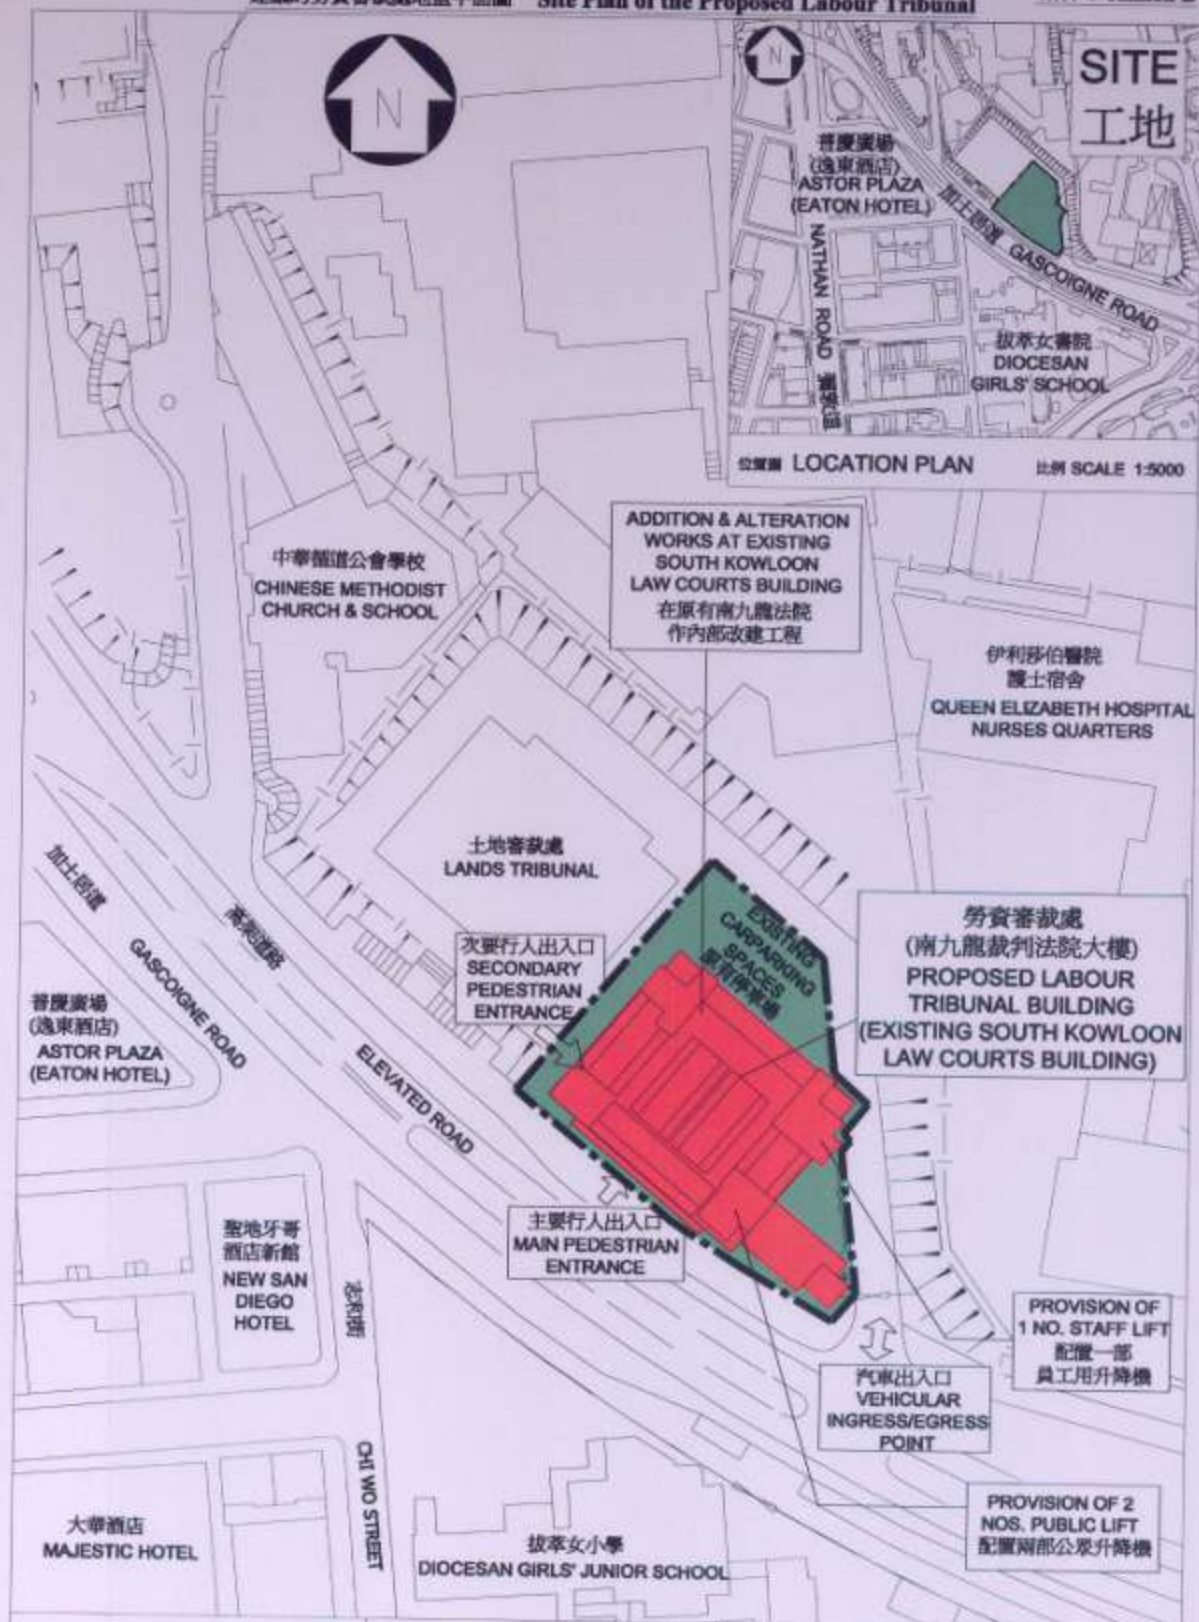 Site Plan of the Proposed Labour Tribunal
N
SITE
工地
普慶廣場
(逸東酒店)
ASTOR PLAZA
(EATON HOTEL)
加士居道 GASCOIGNE ROAD
NATHAN ROAD 彌敦道
拔萃女書院
DIOCESAN
GIRLS' SCHOOL
位置圖 LOCATION PLAN
比例 SCALE 1:5000
ADDITION & ALTERATION
WORKS AT EXISTING
SOUTH KOWLOON
LAW COURTS BUILDING
在原有南九龍法院
作內部改建工程
中華循道公會學校
CHINESE METHODIST
CHURCH & SCHOOL
伊利莎伯醫院
護士宿舍
QUEEN ELIZABETH HOSPITAL
NURSES QUARTERS
土地審裁處
LANDS TRIBUNAL
加士居道
GASCOIGNE ROAD
高架道路
ELEVATED ROAD
EXISTING
CARPARKING
SPACES
勞資審裁處
(南九龍裁判法院大樓)
PROPOSED LABOUR
TRIBUNAL BUILDING
(EXISTING SOUTH KOWLOON
LAW COURTS BUILDING)
次要行人出入口
SECONDARY
PEDESTRIAN
ENTRANCE
普慶廣場
(逸東酒店)
ASTOR PLAZA
(EATON HOTEL)
主要行人出入口
MAIN PEDESTRIAN
ENTRANCE
聖地牙哥
酒店新館
NEW SAN
DIEGO
HOTEL
志和街
CHI WO STREET
PROVISION OF
1 NO. STAFF LIFT
配置一部
員工用升降機
汽車出入口
VEHICULAR
INGRESS/EGRESS
POINT
PROVISION OF 2
NOS. PUBLIC LIFT
配置兩部公眾升降機
大華酒店
MAJESTIC HOTEL
拔萃女小學
DIOCESAN GIRLS' JUNIOR SCHOOL